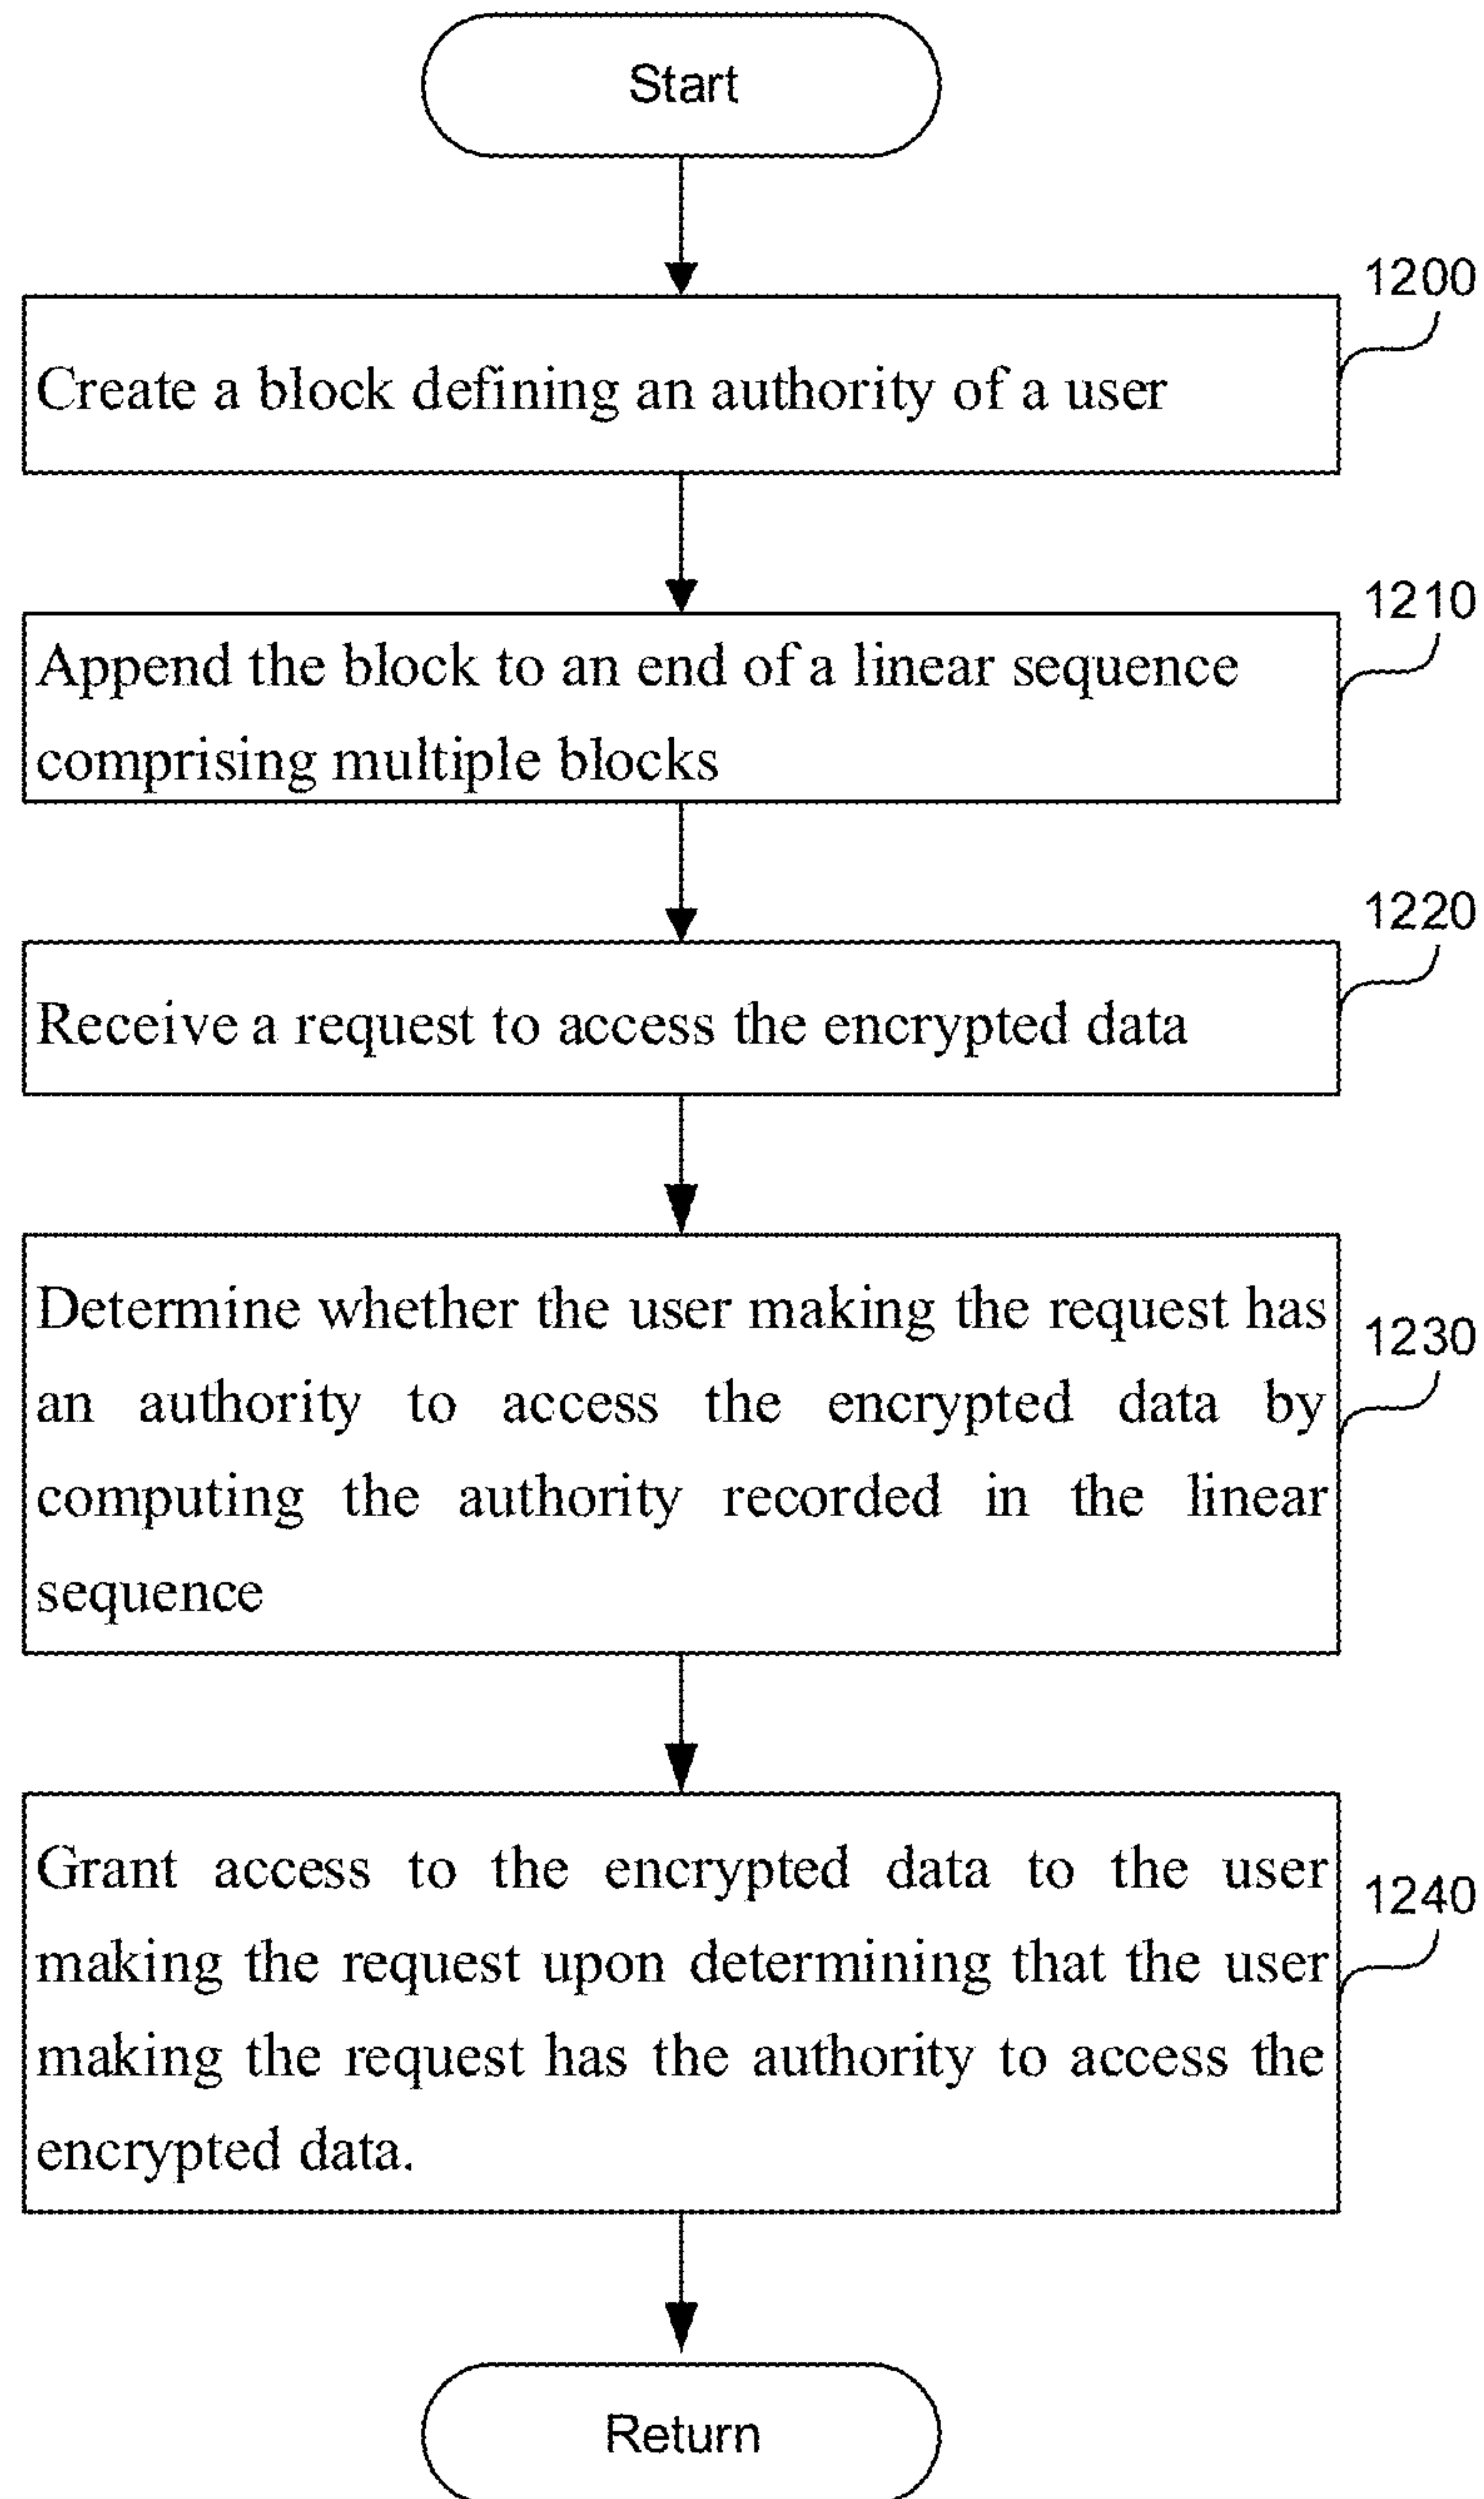 Start
1200
Create a block defining an authority of a user
1210
Append the block to an end of a linear sequence
comprising multiple blocks
1220
Receive a request to access the encrypted data
Determine whether the user making the request has
1230
an authority to access the encrypted data by
computing the authority recorded in the linear
sequence
Grant access to the encrypted data to the user
1240
making the request upon determining that the user
making the request has the authority to access the
encrypted data.
Return